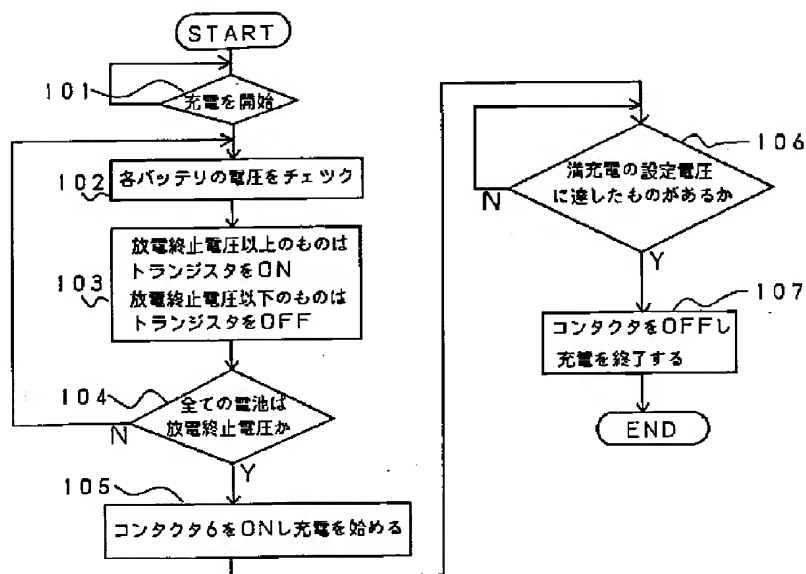 START
101
充電を開始
102
各バッテリの電圧をチェック
103
放電終止電圧以上のものは
トランジスタをON
放電終止電圧以下のものは
トランジスタをOFF
104
全ての電池は
放電終止電圧か
N
Y
105
コンタクタ6をONし充電を始める
106
満充電の設定電圧
に達したものがあるか
N
Y
107
コンタクタをOFFし
充電を終了する
END